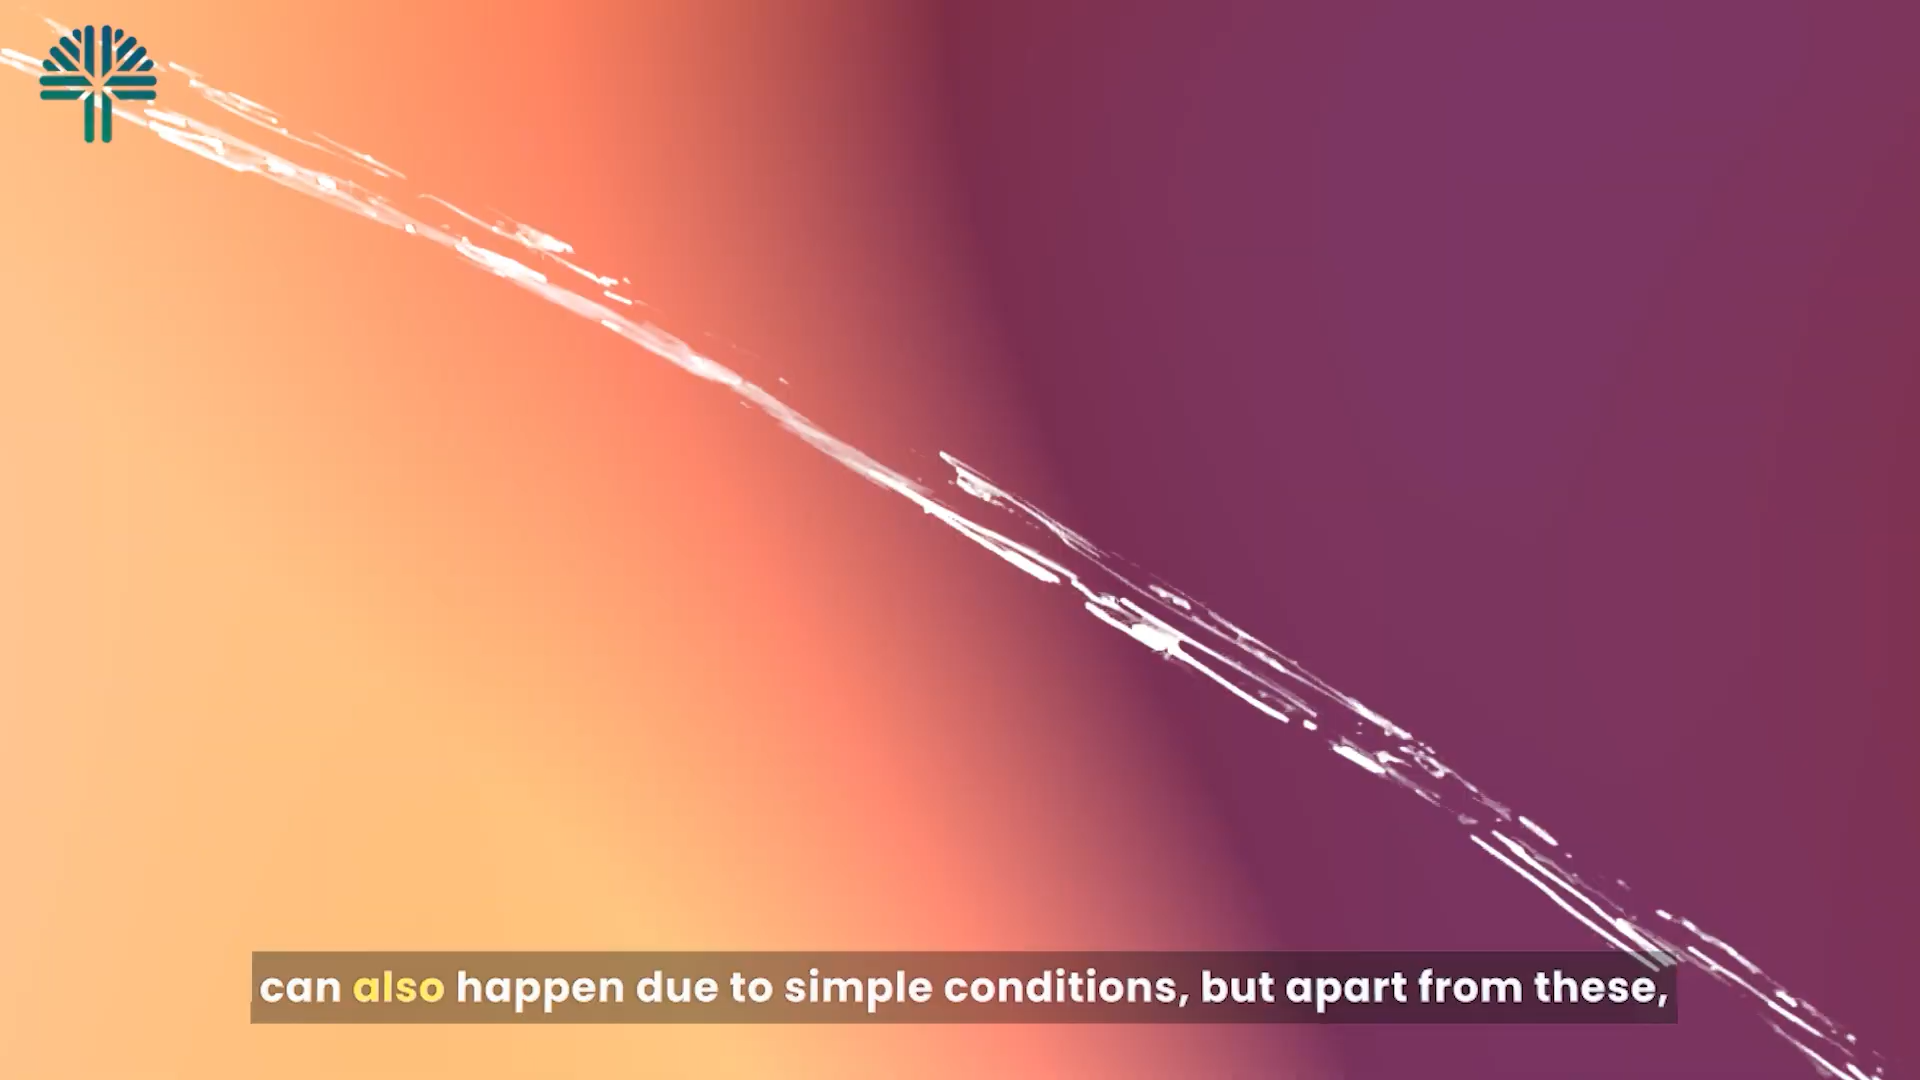 can also happen due to simple conditions, but apart from these,